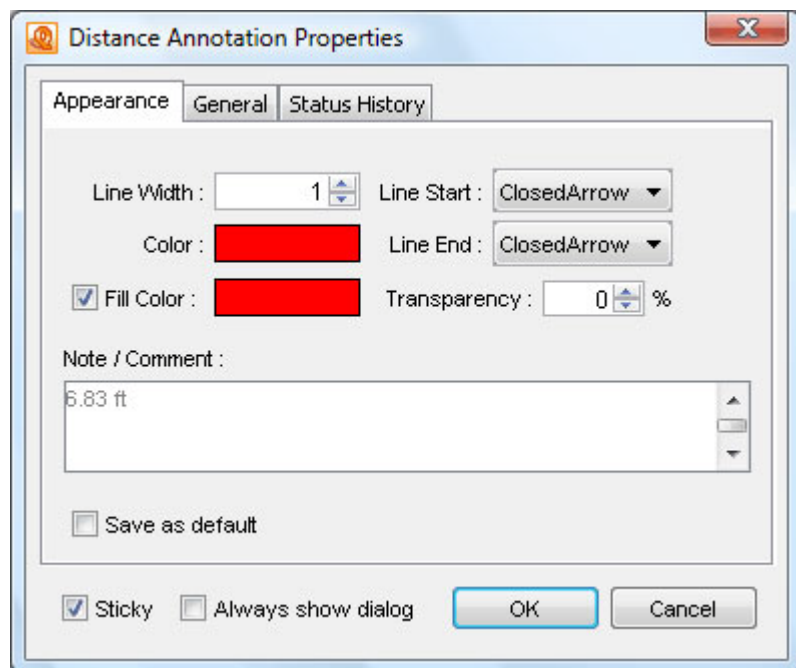 Distance Annotation Properties
Appearance General Status History
Line Width : 1 Line Start : ClosedArrow
Color : Line End : ClosedArrow
Fill Color : Transparency : 0 %
Note / Comment :
6.83 ft
Save as default
Sticky Always show dialog OK Cancel